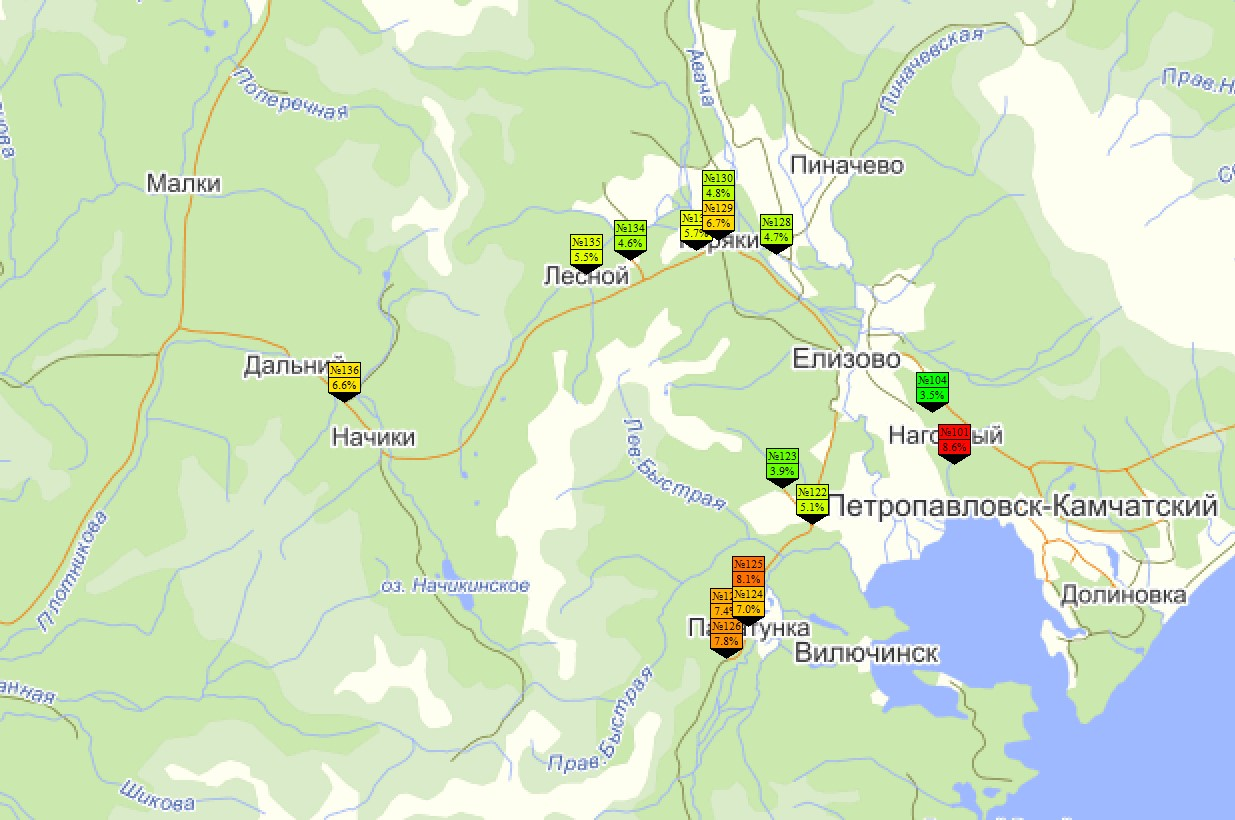 Пиначевская
Авача
Прав.Н
Поперечная
Пиначево
Малки
№130
4.8%
№129
6.7%
№128
4.7%
5.7%
№134
4.6%
№135
5.5%
Лесной
Елизово
Дальний
№136
6.6%
№104
3.5%
Начики
№101
8.6%
Лев.Быстрая
№123
3.9%
№122
5.1%
Петропавловск-Камчатский
Плотникова
оз. Начикинское
№125
8.1%
№124
7.0%
№126
7.8%
Долиновка
Вилючинск
Прав.Быстрая
анная
Шикова